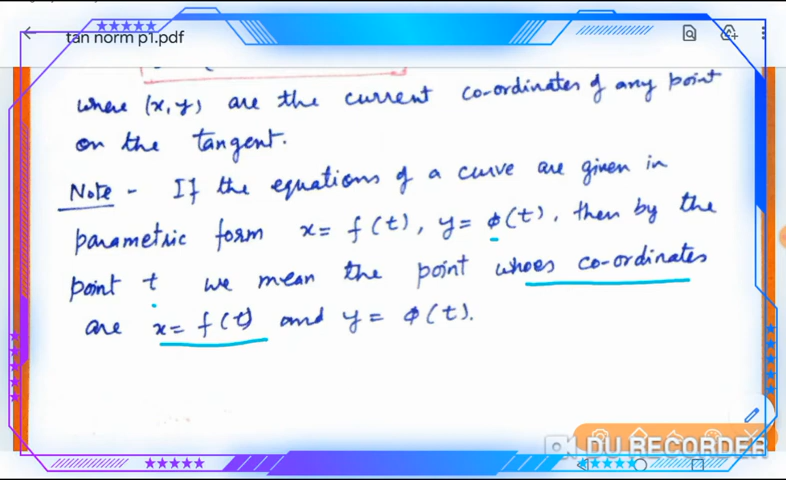 tan norm p1.pdf
where (x,y) are the current co-ordinates of any point
on the tangent.
Note - If the equations of a curve are given in
parametric form x= f(t), y= ϕ(t), then by the
point t we mean the point whoes co-ordinates
are x= f(t) and y= ϕ(t).
DU RECORDER